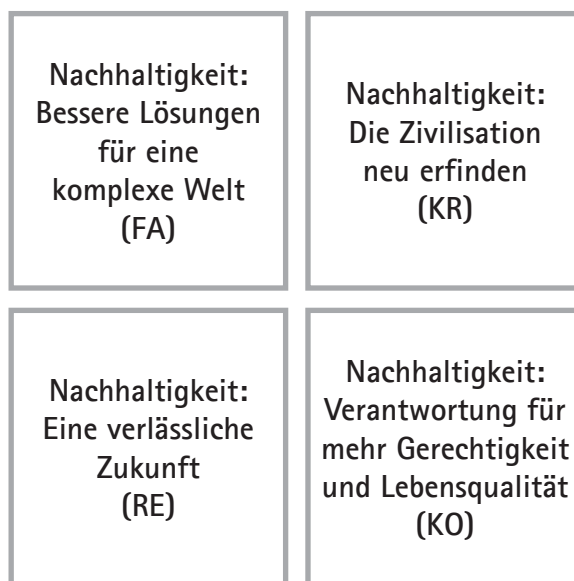 Nachhaltigkeit:
Bessere Lösungen
für eine
komplexe Welt
(FA)
Nachhaltigkeit:
Die Zivilisation
neu erfinden
(KR)
Nachhaltigkeit:
Eine verlässliche
Zukunft
(RE)
Nachhaltigkeit:
Verantwortung für
mehr Gerechtigkeit
und Lebensqualität
(KO)